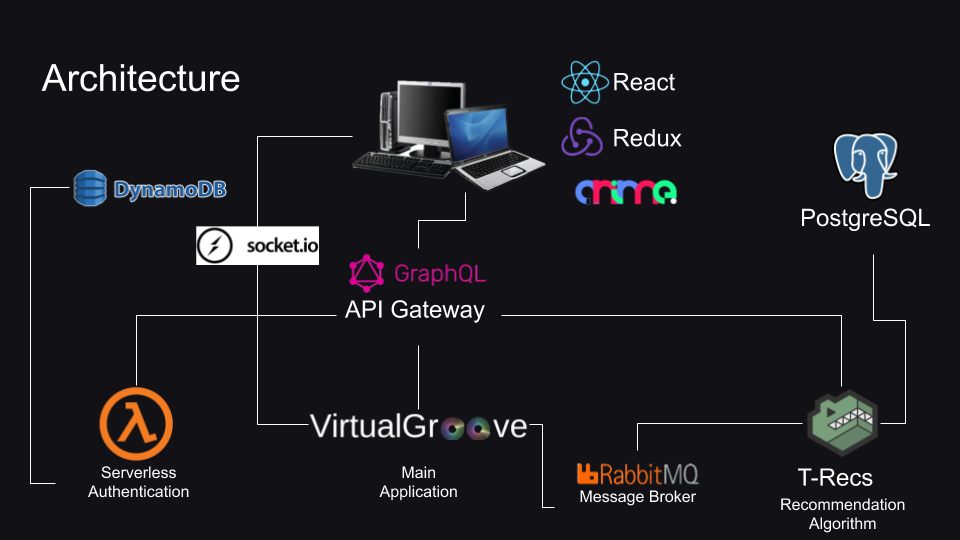 Architecture
React
Redux
anime.
DynamoDB
PostgreSQL
socket.io
GraphQL
API Gateway
VirtualGroove
Serverless
Authentication
Main
Application
RabbitMQ
Message Broker
T-Recs
Recommendation
Algorithm